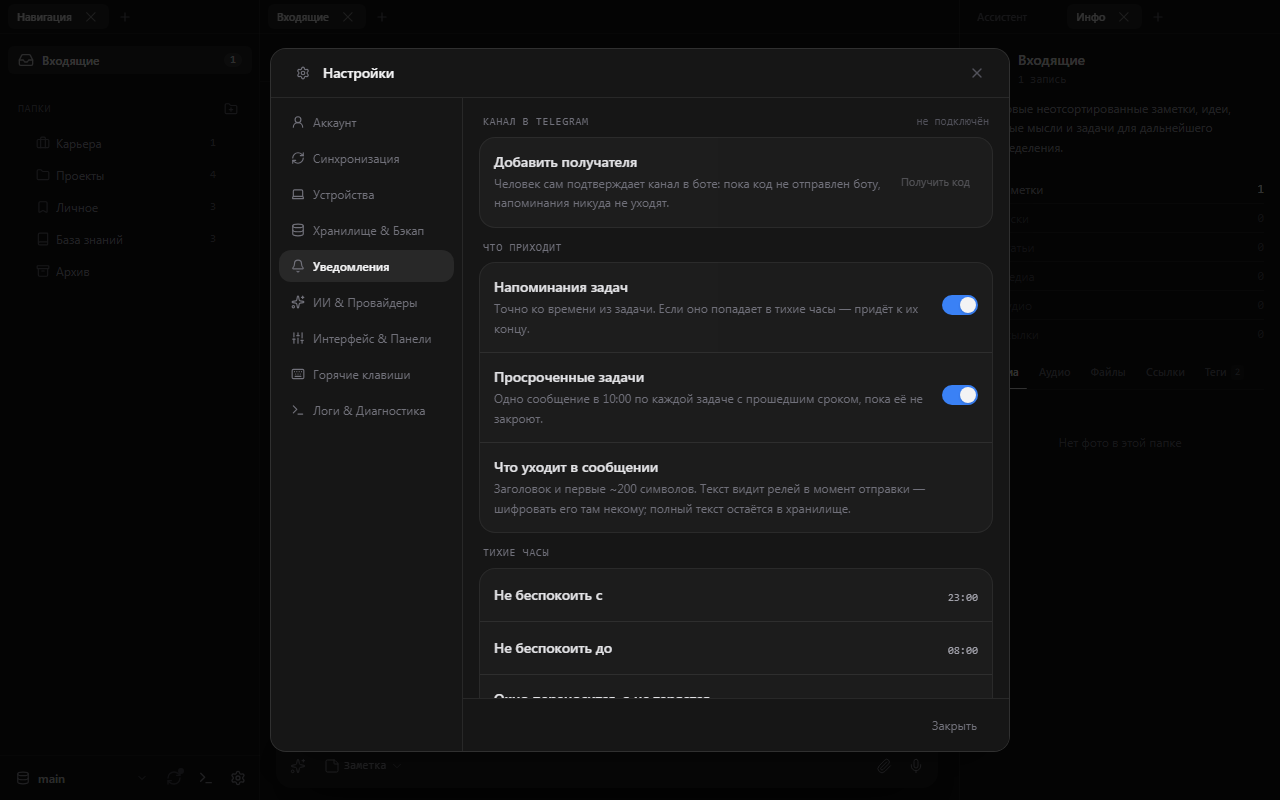 Навигация
Входящие
Ассистент
Инфо
Входящие
1
ПАПКИ
Карьера
1
Проекты
4
Личное
3
База знаний
3
Архив
main
Настройки
Аккаунт
Синхронизация
Устройства
Хранилище & Бэкап
Уведомления
ИИ & Провайдеры
Интерфейс & Панели
Горячие клавиши
Логи & Диагностика
КАНАЛ В TELEGRAM
не подключён
Добавить получателя
Человек сам подтверждает канал в боте: пока код не отправлен боту,
напоминания никуда не уходят.
Получить код
ЧТО ПРИХОДИТ
Напоминания задач
Точно ко времени из задачи. Если оно попадает в тихие часы — придёт к их
концу.
Просроченные задачи
Одно сообщение в 10:00 по каждой задаче с прошедшим сроком, пока её не
закроют.
Что уходит в сообщении
Заголовок и первые ~200 символов. Текст видит релей в момент отправки —
шифровать его там некому; полный текст остаётся в хранилище.
ТИХИЕ ЧАСЫ
Не беспокоить с
23:00
Не беспокоить до
08:00
Закрыть
Заметка
Входящие
1 запись
неотсортированные заметки, идеи,
мысли и задачи для дальнейшего
1
0
0
0
0
0
Аудио
Файлы
Ссылки
Теги
2
Нет фото в этой папке